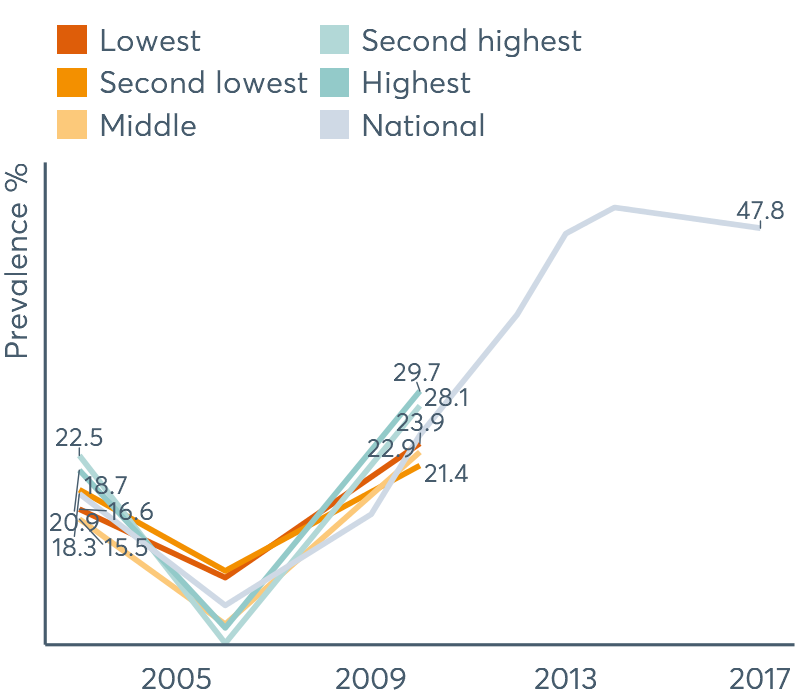 Lowest
Second lowest
Middle
Second highest
Highest
National
Prevalence %
47.8
29.7
28.1
23.9
22.9
21.4
22.5
18.7
16.6
20.9
18.3
15.5
2005
2009
2013
2017